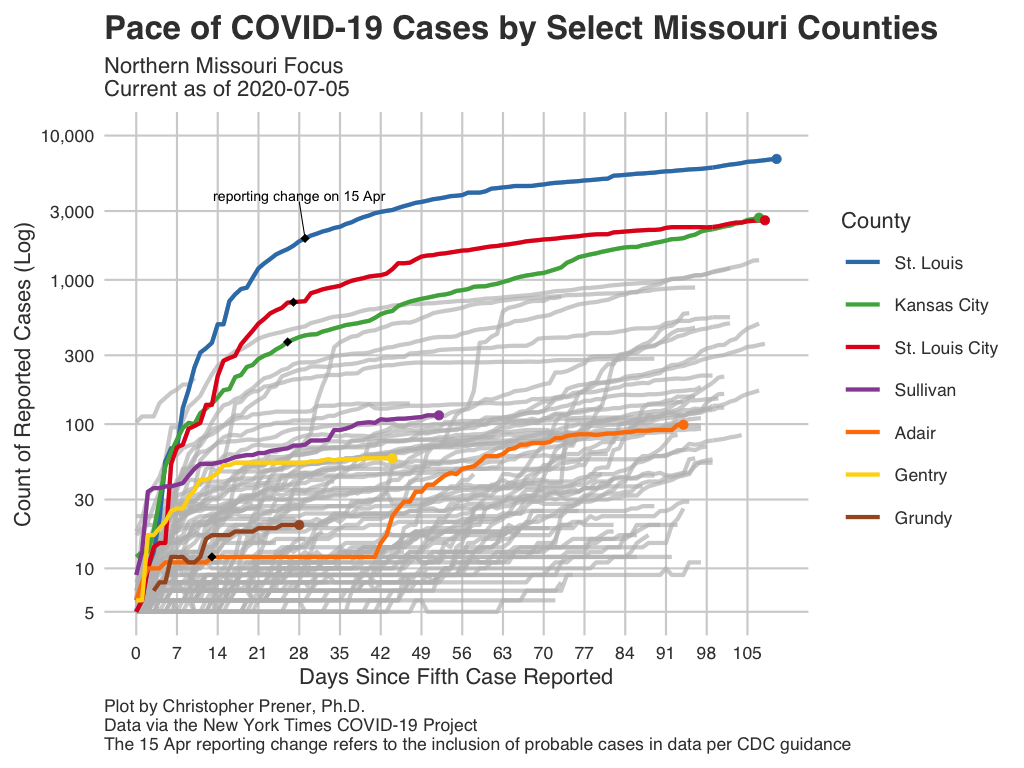 Pace of COVID-19 Cases by Select Missouri Counties
Northern Missouri Focus
Current as of 2020-07-05
Count of Reported Cases (Log)
10,000
3,000
1,000
300
100
30
10
5
reporting change on 15 Apr
0 7 14 21 28 35 42 49 56 63 70 77 84 91 98 105
Days Since Fifth Case Reported
County
St. Louis
Kansas City
St. Louis City
Sullivan
Adair
Gentry
Grundy
Plot by Christopher Prener, Ph.D.
Data via the New York Times COVID-19 Project
The 15 Apr reporting change refers to the inclusion of probable cases in data per CDC guidance